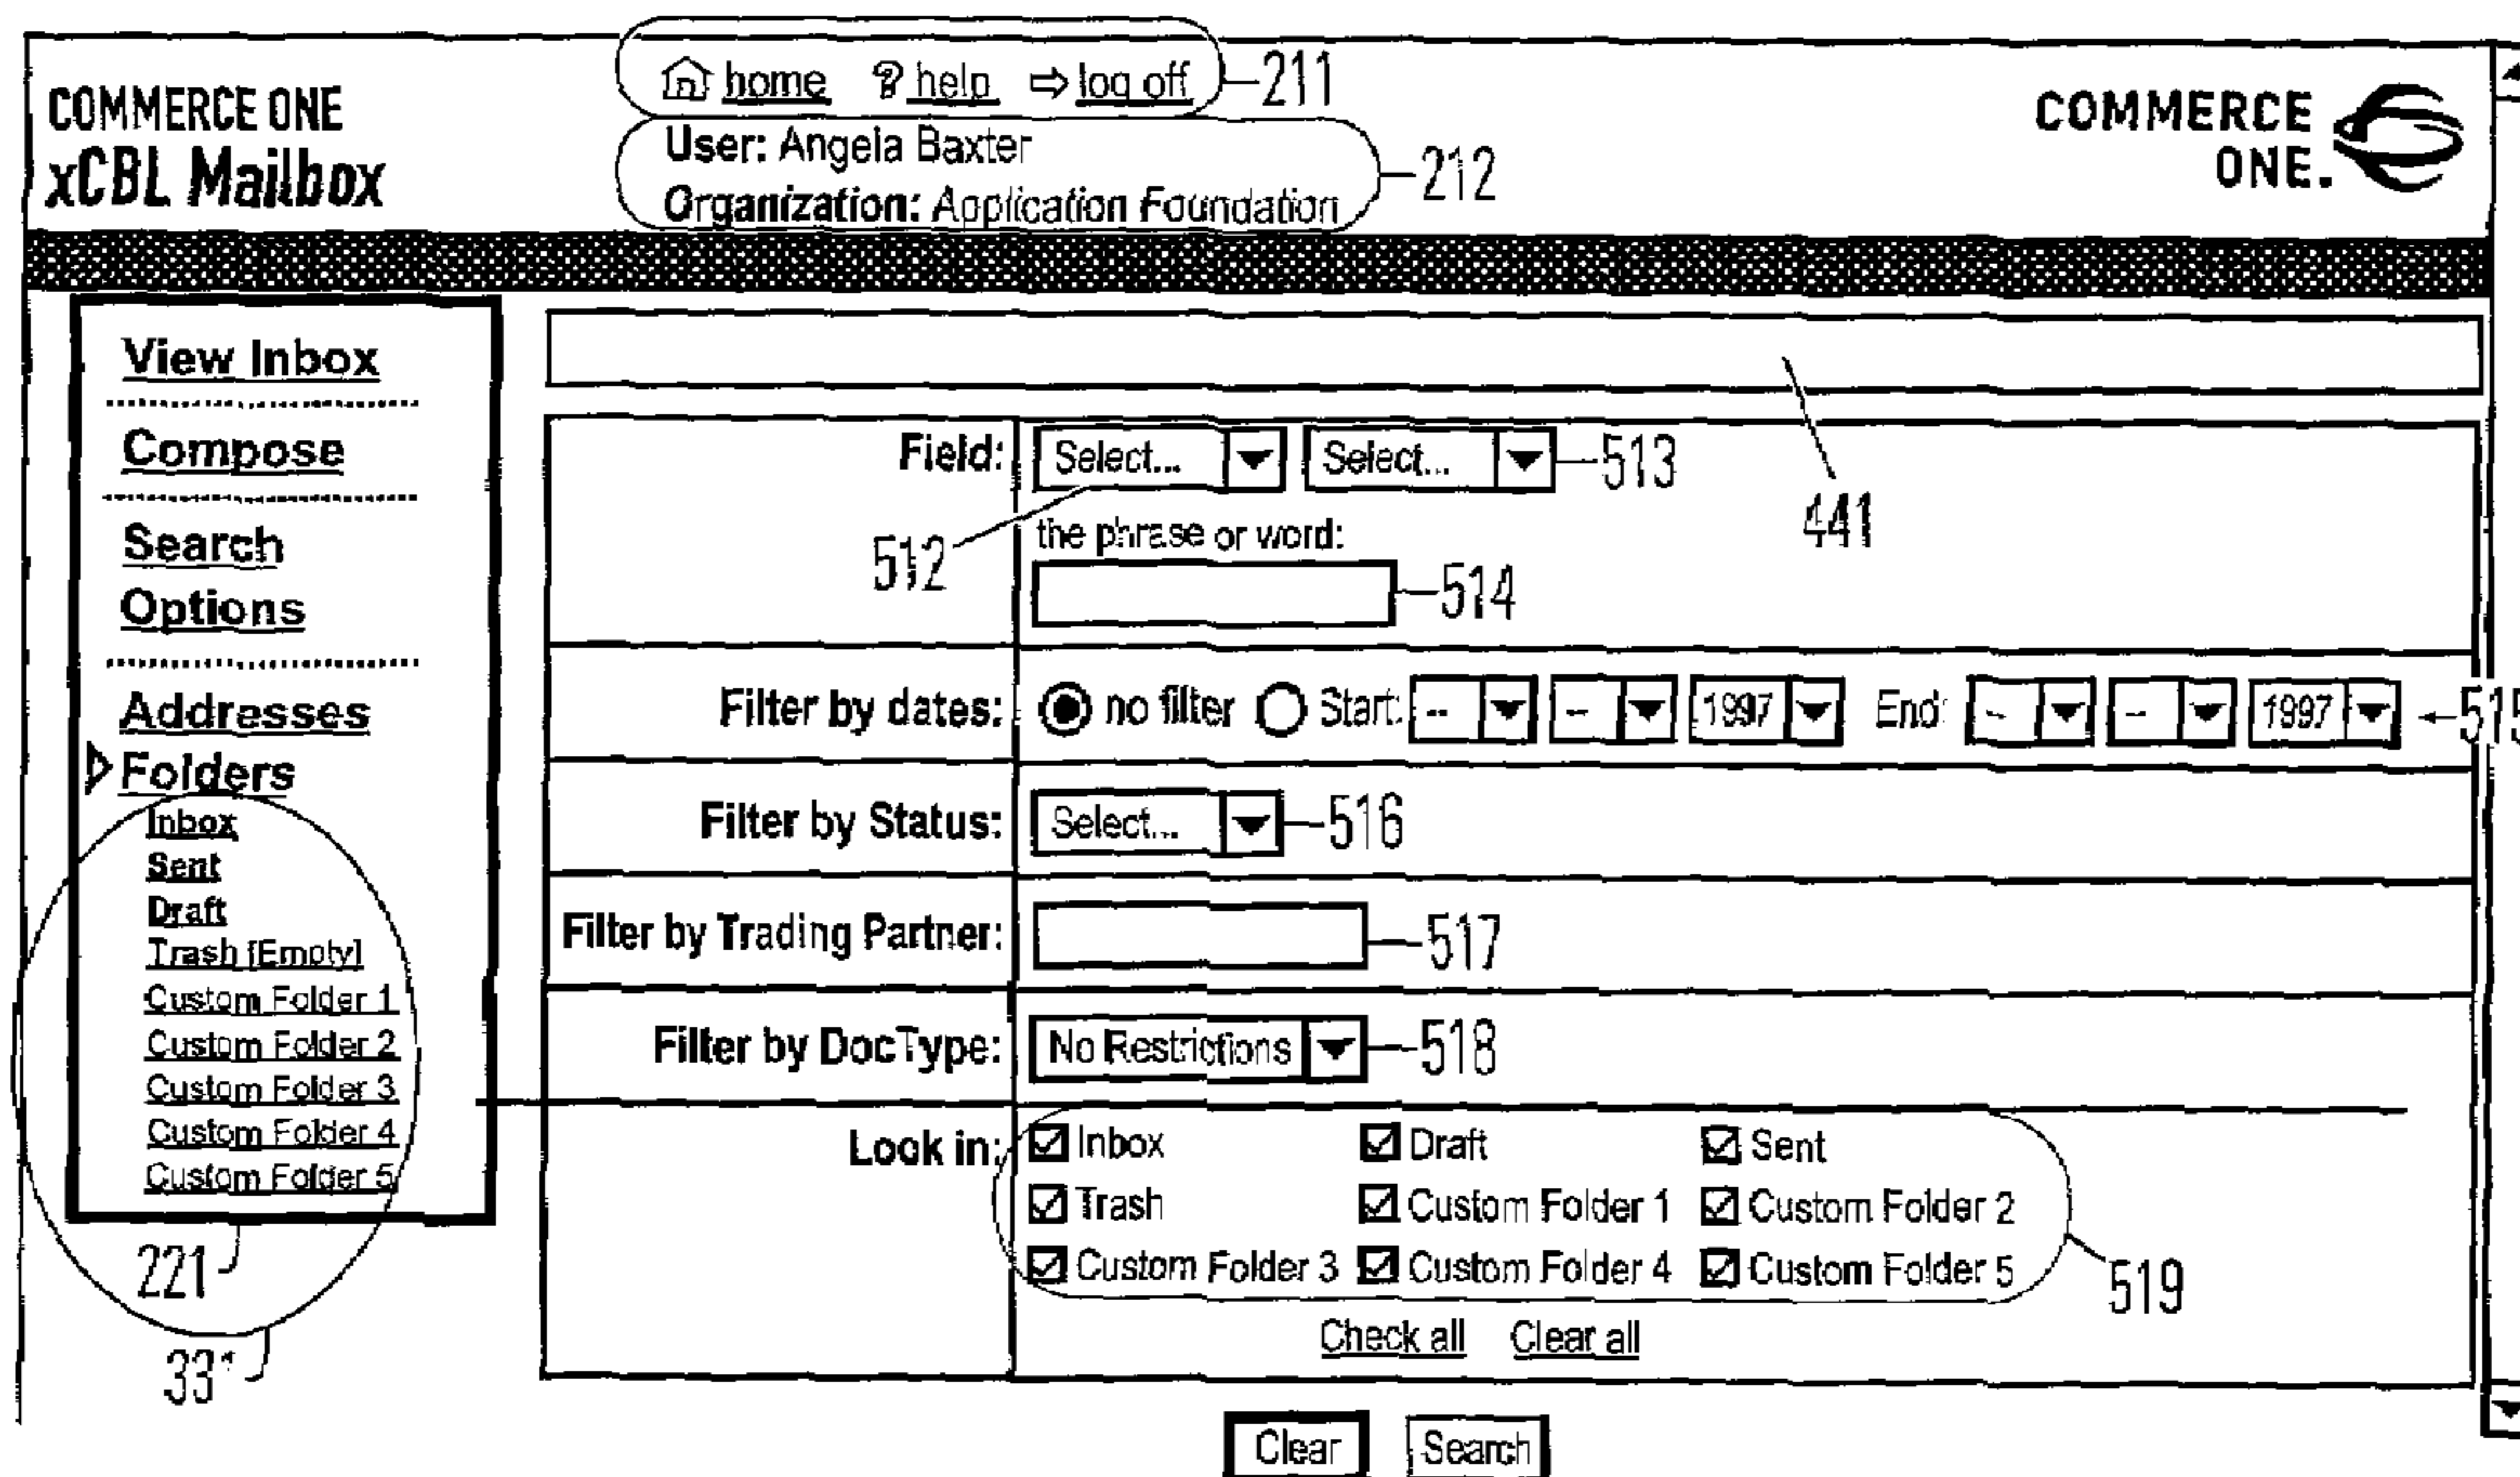 home ? help ⇨ log off 211
COMMERCE ONE
xCBL Mailbox
User: Angela Baxter
Organization: Application Foundation
212
COMMERCE
ONE.
View Inbox
Compose
Search
Options
Addresses
Folders
Inbox
Sent
Draft
Trash [Empty]
Custom Folder 1
Custom Folder 2
Custom Folder 3
Custom Folder 4
Custom Folder 5
221
441
Field: Select... Select... 513
512
the phrase or word:
514
Filter by dates: no filter Start: -- -- 1997 End: -- -- 1997 515
Filter by Status: Select... 516
Filter by Trading Partner: 517
Filter by DocType: No Restrictions 518
Look in: Inbox Draft Sent
Trash Custom Folder 1 Custom Folder 2
Custom Folder 3 Custom Folder 4 Custom Folder 5
519
Check all Clear all
Clear Search